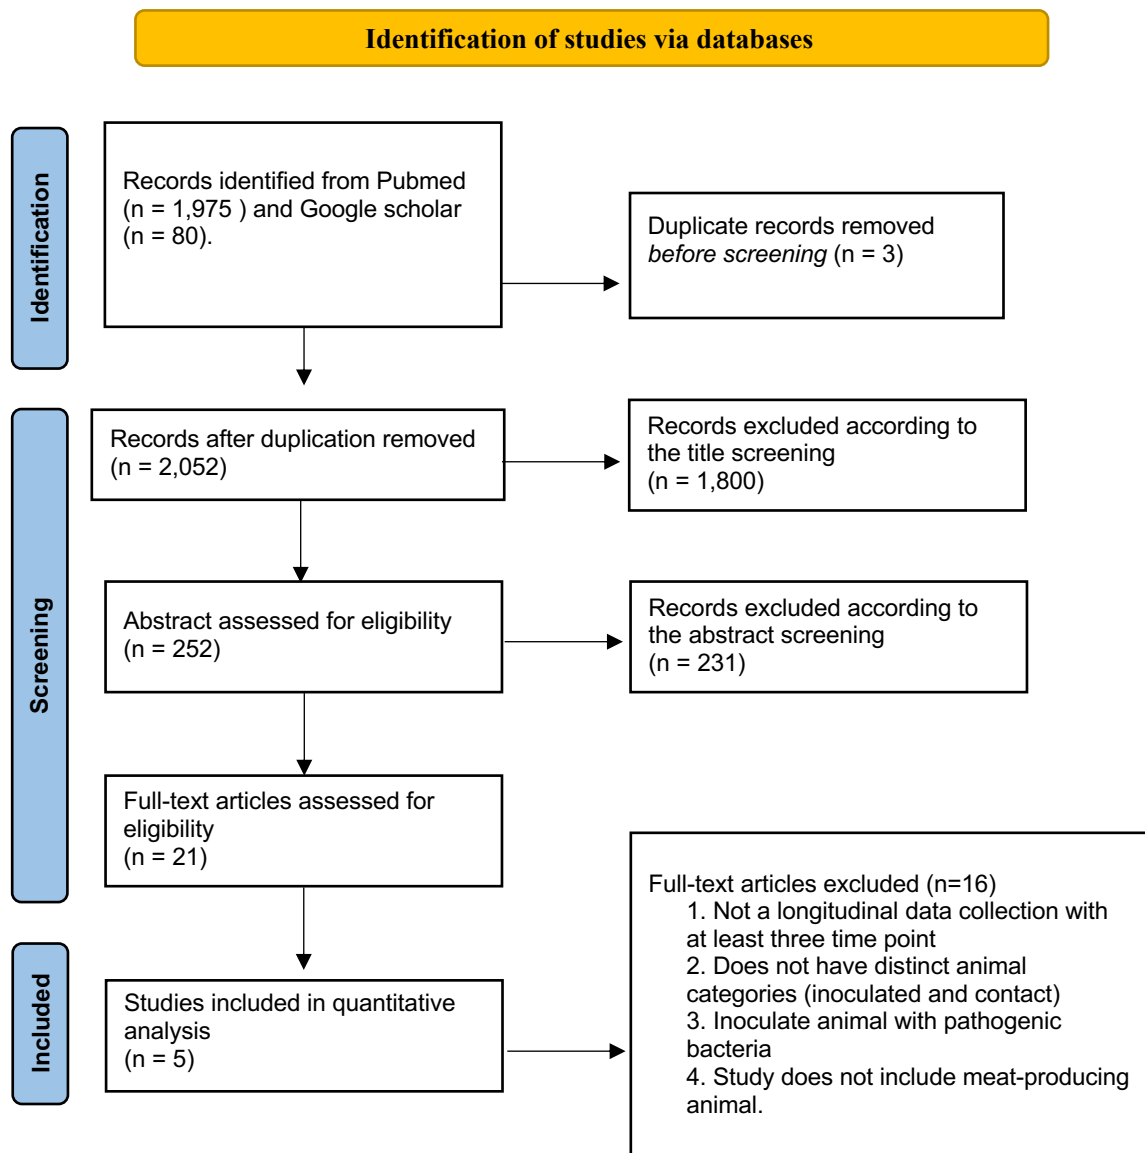 Identification of studies via databases
Identification
Records identified from Pubmed
(n = 1,975 ) and Google scholar
(n = 80).
Duplicate records removed
before screening (n = 3)
Screening
Records after duplication removed
(n = 2,052)
Records excluded according to
the title screening
(n = 1,800)
Abstract assessed for eligibility
(n = 252)
Records excluded according to
the abstract screening
(n = 231)
Full-text articles assessed for
eligibility
(n = 21)
Full-text articles excluded (n=16)
1. Not a longitudinal data collection with
at least three time point
2. Does not have distinct animal
categories (inoculated and contact)
3. Inoculate animal with pathogenic
bacteria
4. Study does not include meat-producing
animal.
Included
Studies included in quantitative
analysis
(n = 5)